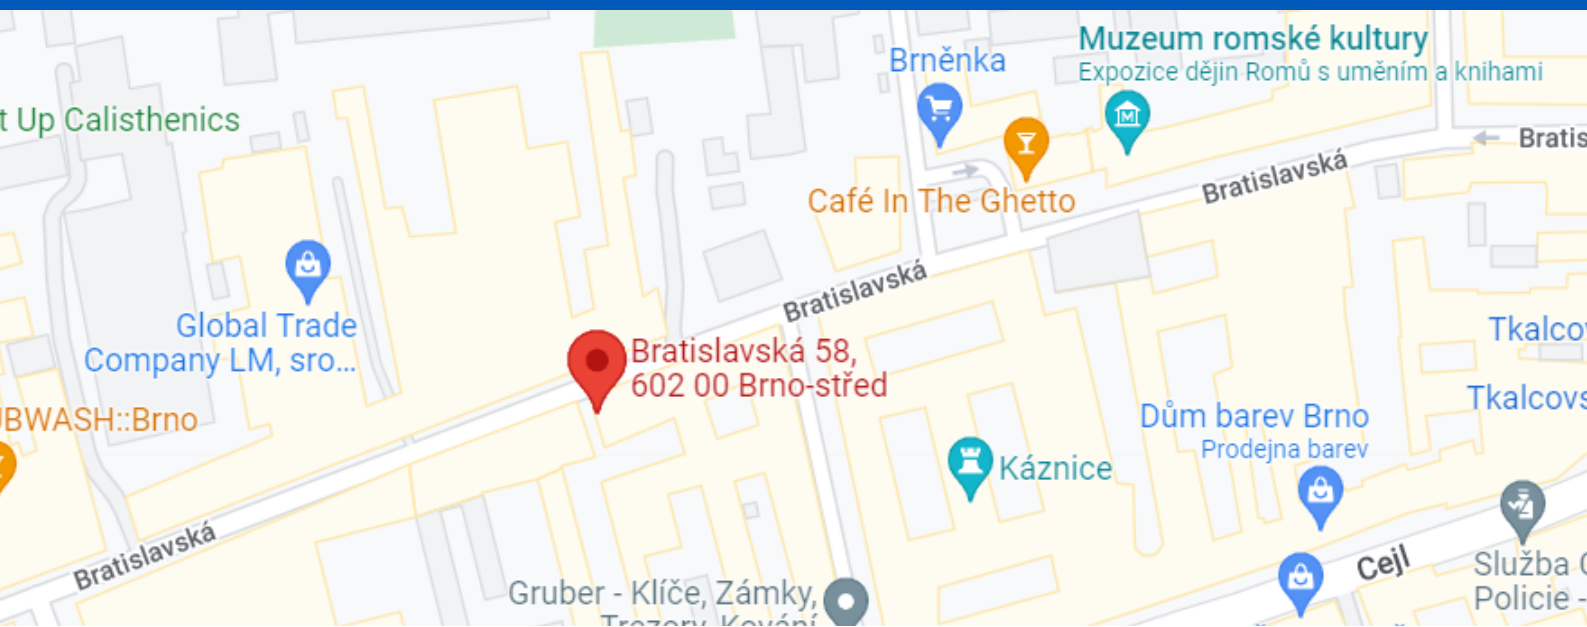 Muzeum romské kultury
Expozice dějin Romů s uměním a knihami
Brněnka
t Up Calisthenics
Bratis
Bratislavská
Café In The Ghetto
Bratislavská
Global Trade
Company LM, sro...
Bratislavská 58,
602 00 Brno-střed
Tkalcov
Tkalcovs
BWASH::Brno
Dům barev Brno
Prodejna barev
Káznice
Bratislavská
Cejl
Služba
Policie -
Gruber - Klíče, Zámky,
Trezory, Kování